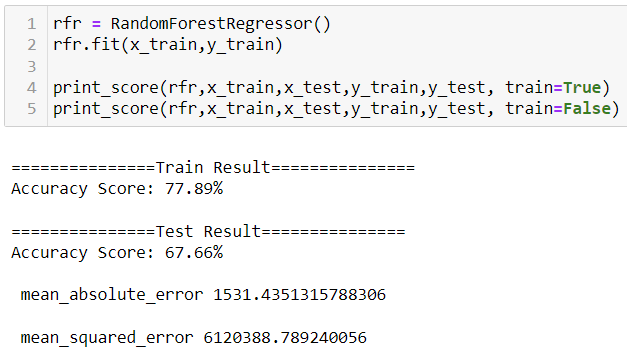 1 rfr = RandomForestRegressor()
2 rfr.fit(x_train,y_train)
3
4 print_score(rfr,x_train,x_test,y_train,y_test, train=True)
5 print_score(rfr,x_train,x_test,y_train,y_test, train=False)
===============Train Result===============
Accuracy Score: 77.89%
===============Test Result===============
Accuracy Score: 67.66%
mean_absolute_error 1531.4351315788306
mean_squared_error 6120388.789240056